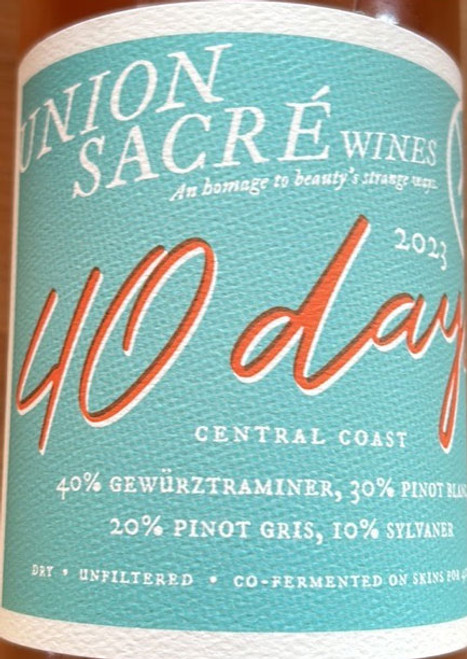 UNION
SACRÉ WINES
An homage to beauty's strange ways.
2023
40 day
CENTRAL COAST
40% GEWÜRZTRAMINER, 30% PINOT BLAN
20% PINOT GRIS, 10% SYLVANER
DRY • UNFILTERED • CO-FERMENTED ON SKINS FOR